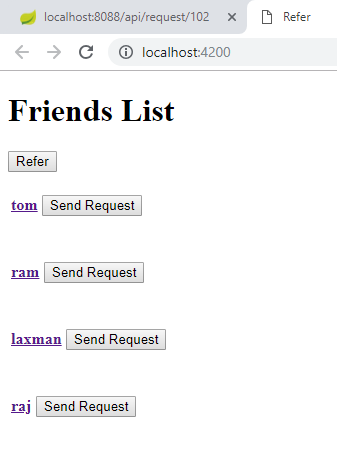 localhost:8088/api/request/102
Refer
localhost:4200
Friends List
Refer
tom Send Request
ram Send Request
laxman Send Request
raj Send Request